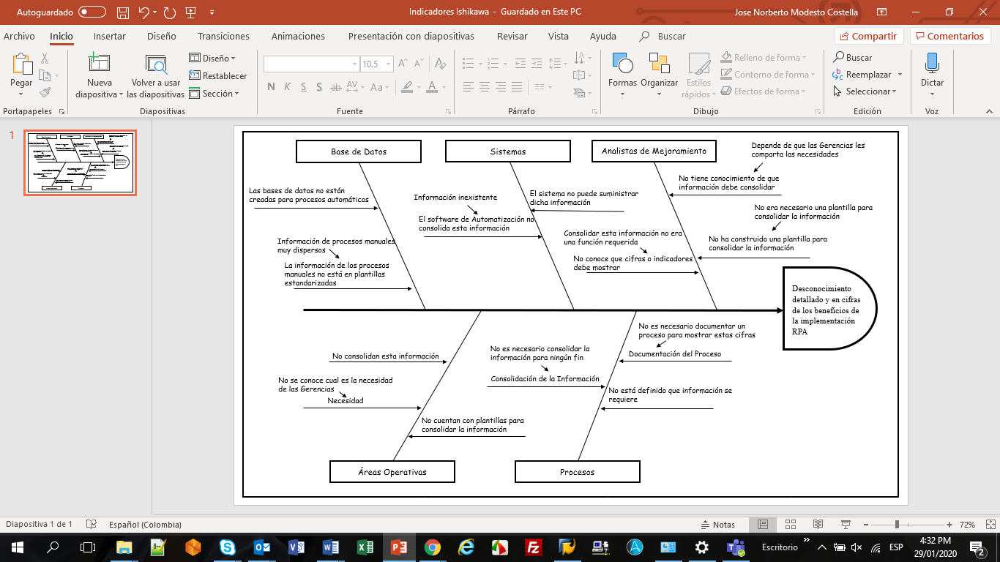 Autoguardado
Indicadores Ishikawa - Guardado en Este PC
Jose Norberto Modesto Costella
Archivo
Inicio
Insertar
Diseño
Transiciones
Animaciones
Presentación con diapositivas
Revisar
Vista
Ayuda
Buscar
Compartir
Comentarios
Pegar
Nueva
diapositiva
Volver a usar
las diapositivas
Diseño
Restablecer
Sección
10.5
N K S S ab AV Aa A
Formas
Organizar
Estilos
rápidos
Relleno de forma
Contorno de forma
Efectos de forma
Buscar
Reemplazar
Seleccionar
Dictar
Portapapeles
Diapositivas
Fuente
Párrafo
Dibujo
Edición
Voz
1
Base de Datos
Sistemas
Analistas de Mejoramiento
Depende de que las Gerencias les
comparta las necesidades
No tiene conocimiento de que
información debe consolidar
Las bases de datos no están
creadas para procesos automáticos
Información inexistente
El sistema no puede suministrar
dicha información
No era necesario una plantilla para
consolidar la información
El software de Automatización no
consolida esta información
Consolidar esta información no era
una función requerida
No ha construido una plantilla para
consolidar la información
Información de procesos manuales
muy dispersos
No conoce que cifras o indicadores
debe mostrar
La información de los procesos
manuales no está en plantillas
estandarizadas
Desconocimiento
detallado y en cifras
de los beneficios de
la implementación
RPA
No es necesario documentar un
proceso para mostrar estas cifras
No consolidan esta información
No es necesario consolidar la
información para ningún fin
Documentación del Proceso
No se conoce cual es la necesidad
de las Gerencias
Consolidación de la Información
Necesidad
No está definido que información se
requiere
No cuentan con plantillas para
consolidar la información
Áreas Operativas
Procesos
Diapositiva 1 de 1
Español (Colombia)
Notas
72%
Escritorio
ESP
4:32 PM
29/01/2020
2